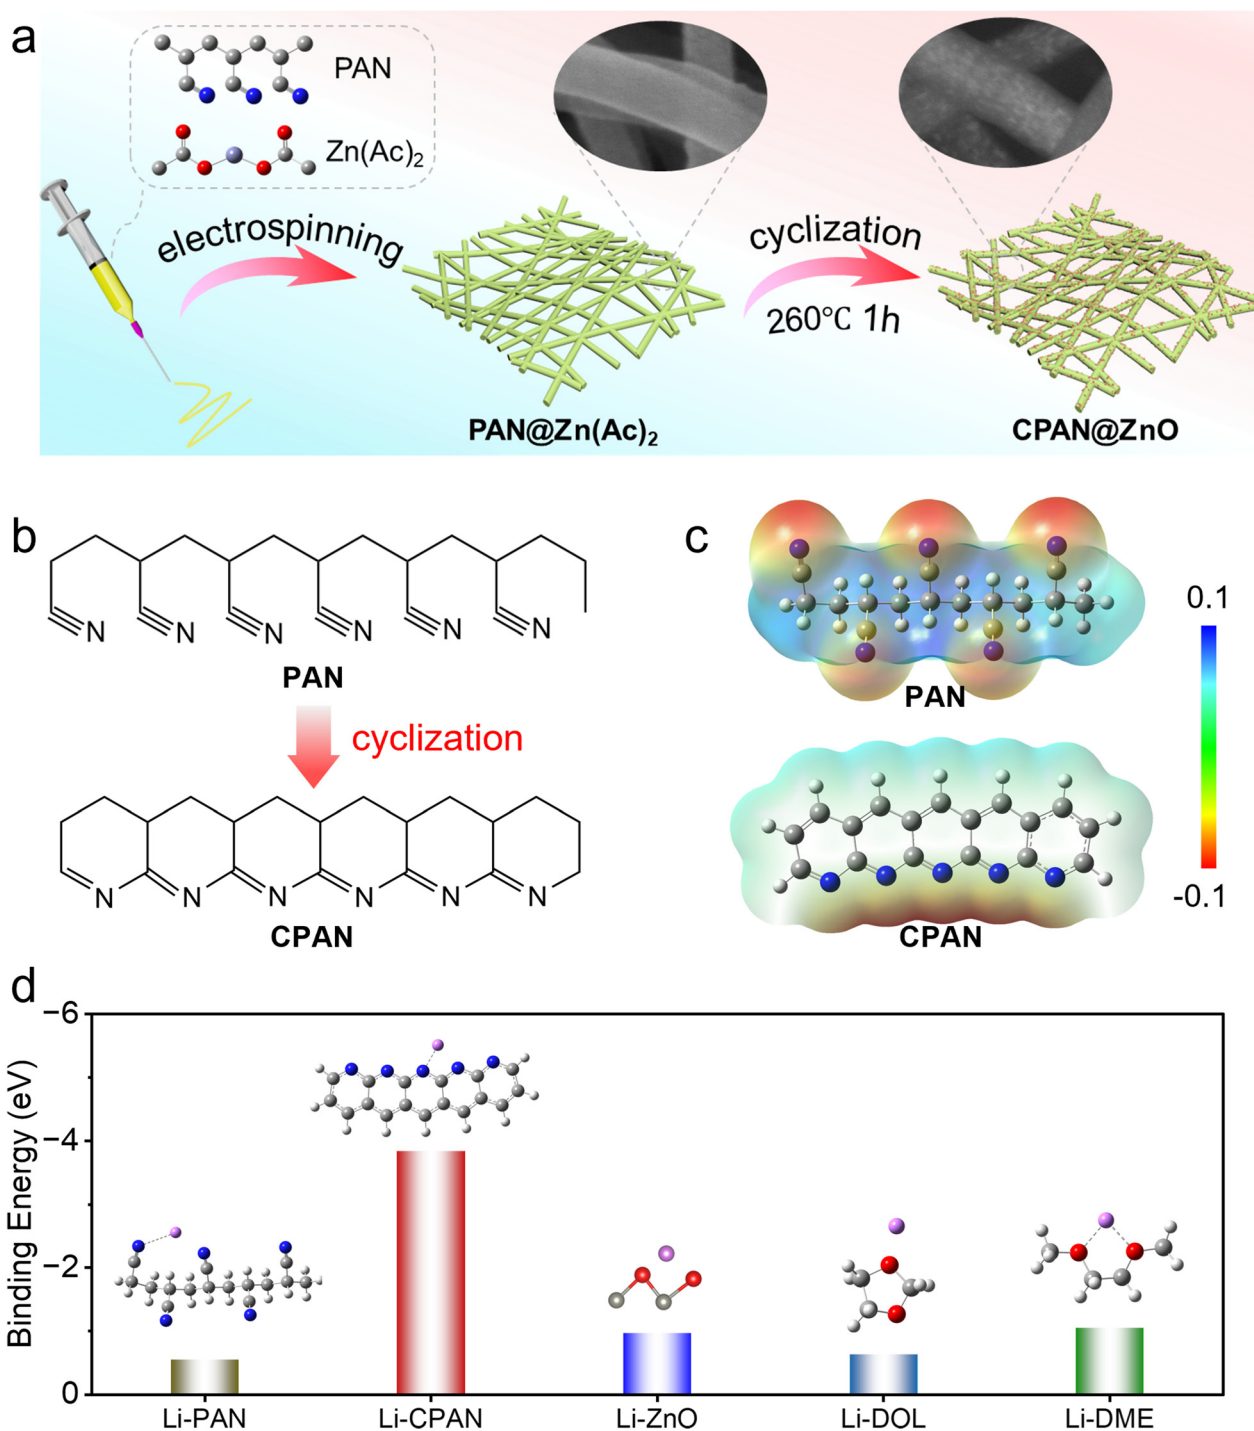 a
PAN
Zn(Ac)₂
electrospinning
cyclization
260℃ 1h
PAN@Zn(Ac)₂
CPAN@ZnO
b
N N N N N N
PAN
cyclization
N N N N N N
CPAN
c
PAN
CPAN
0.1
-0.1
d
Binding Energy (eV)
−6
−4
−2
0
Li-PAN Li-CPAN Li-ZnO Li-DOL Li-DME